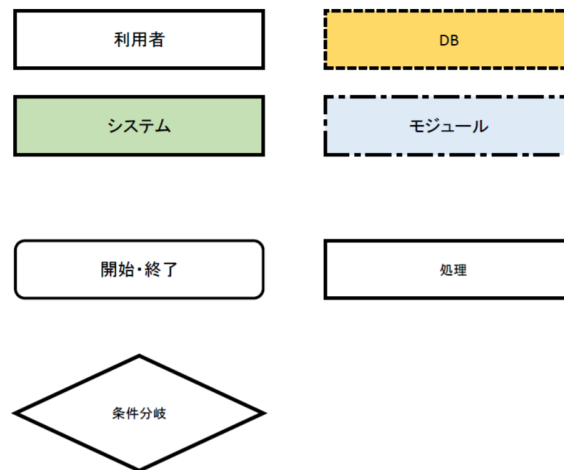 利用者
DB
システム
モジュール
開始・終了
処理
条件分岐